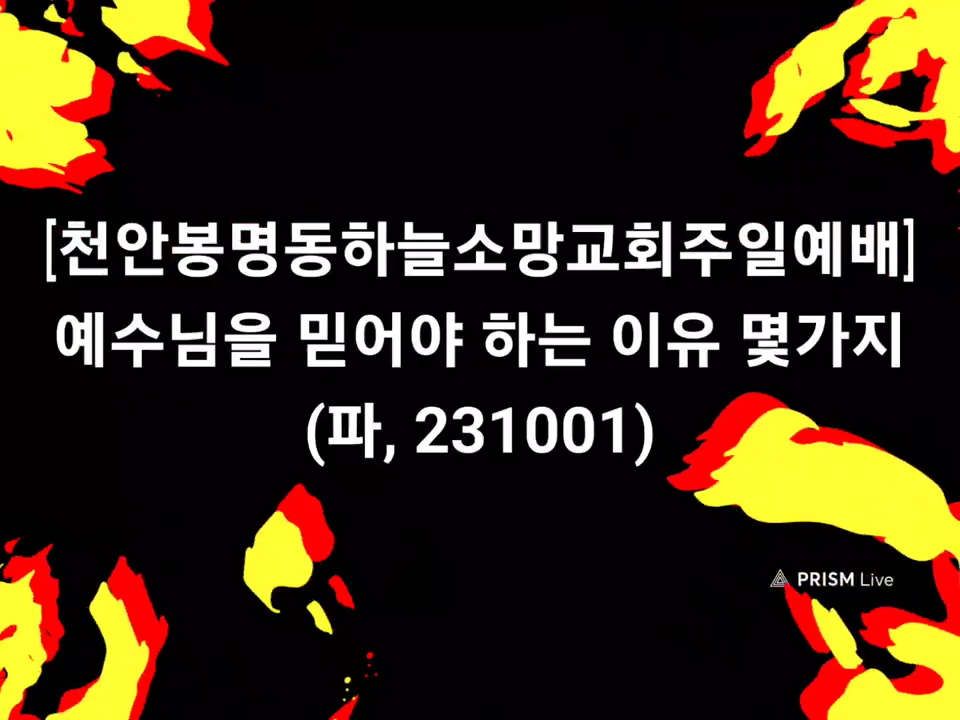 [천안봉명동하늘소망교회주일예배]
예수님을 믿어야 하는 이유 몇가지
(파, 231001)
PRISM Live